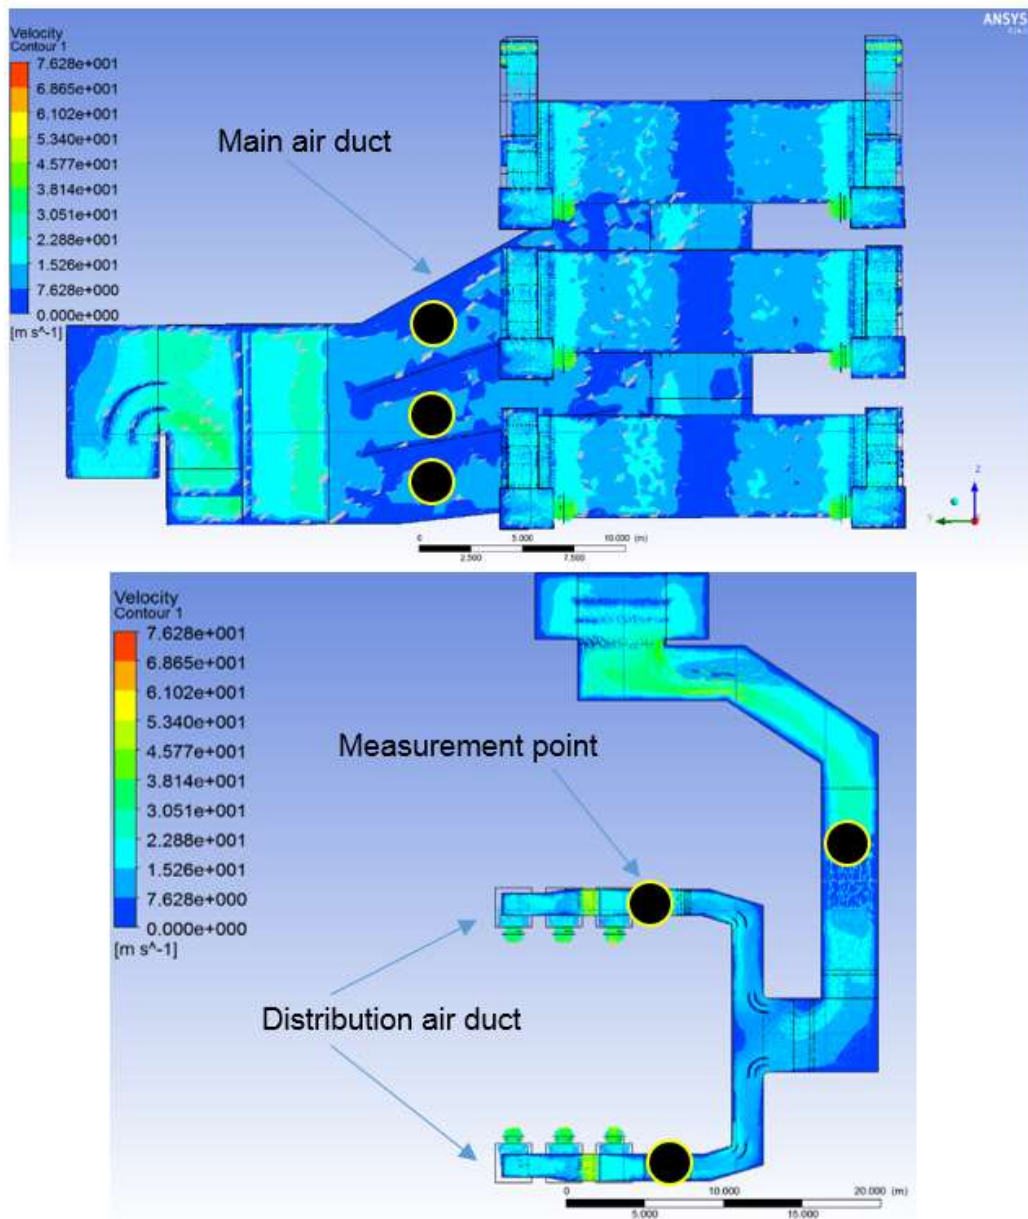 ANSYS
Velocity
Contour 1
7.628e+001
6.865e+001
6.102e+001
5.340e+001
4.577e+001
3.814e+001
3.051e+001
2.288e+001
1.526e+001
7.628e+000
0.000e+000
[m s^-1]
Main air duct
Z
0 5.000 10.000 (m)
2.500 7.500
Velocity
Contour 1
7.628e+001
6.865e+001
6.102e+001
5.340e+001
4.577e+001
3.814e+001
3.051e+001
2.288e+001
1.526e+001
7.628e+000
0.000e+000
[m s^-1]
Measurement point
Distribution air duct
0 10.000 20.000 (m)
5.000 15.000